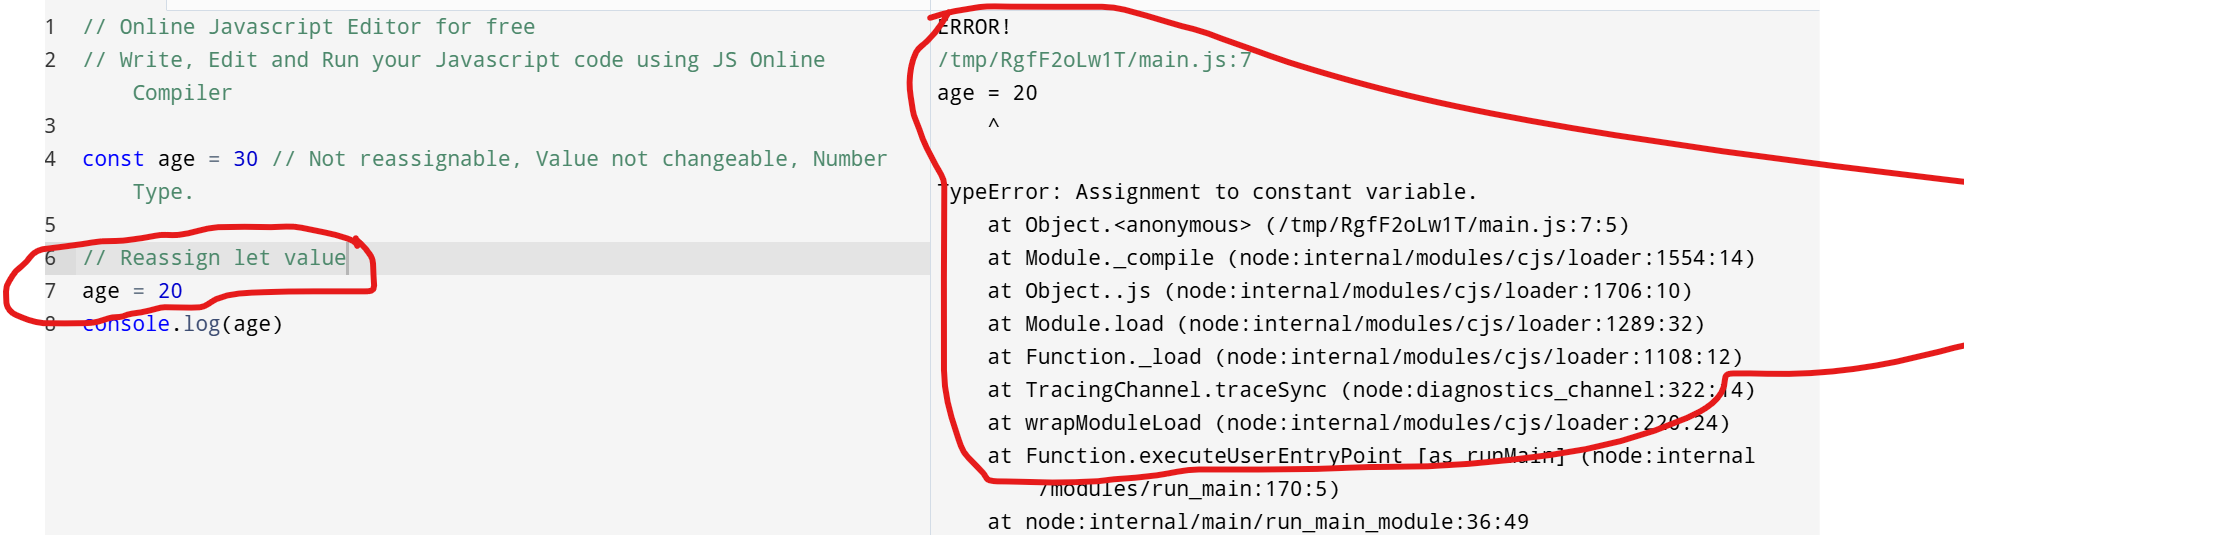 1 // Online Javascript Editor for free
2 // Write, Edit and Run your Javascript code using JS Online
Compiler
3
4 const age = 30 // Not reassignable, Value not changeable, Number
Type.
5
6 // Reassign let value
7 age = 20
8 console.log(age)
ERROR!
/tmp/RgfF2oLw1T/main.js:7
age = 20
^
TypeError: Assignment to constant variable.
at Object.<anonymous> (/tmp/RgfF2oLw1T/main.js:7:5)
at Module._compile (node:internal/modules/cjs/loader:1554:14)
at Object..js (node:internal/modules/cjs/loader:1706:10)
at Module.load (node:internal/modules/cjs/loader:1289:32)
at Function._load (node:internal/modules/cjs/loader:1108:12)
at TracingChannel.traceSync (node:diagnostics_channel:322:14)
at wrapModuleLoad (node:internal/modules/cjs/loader:220:24)
at Function.executeUserEntryPoint [as runMain] (node:internal
/modules/run_main:170:5)
at node:internal/main/run_main_module:36:49